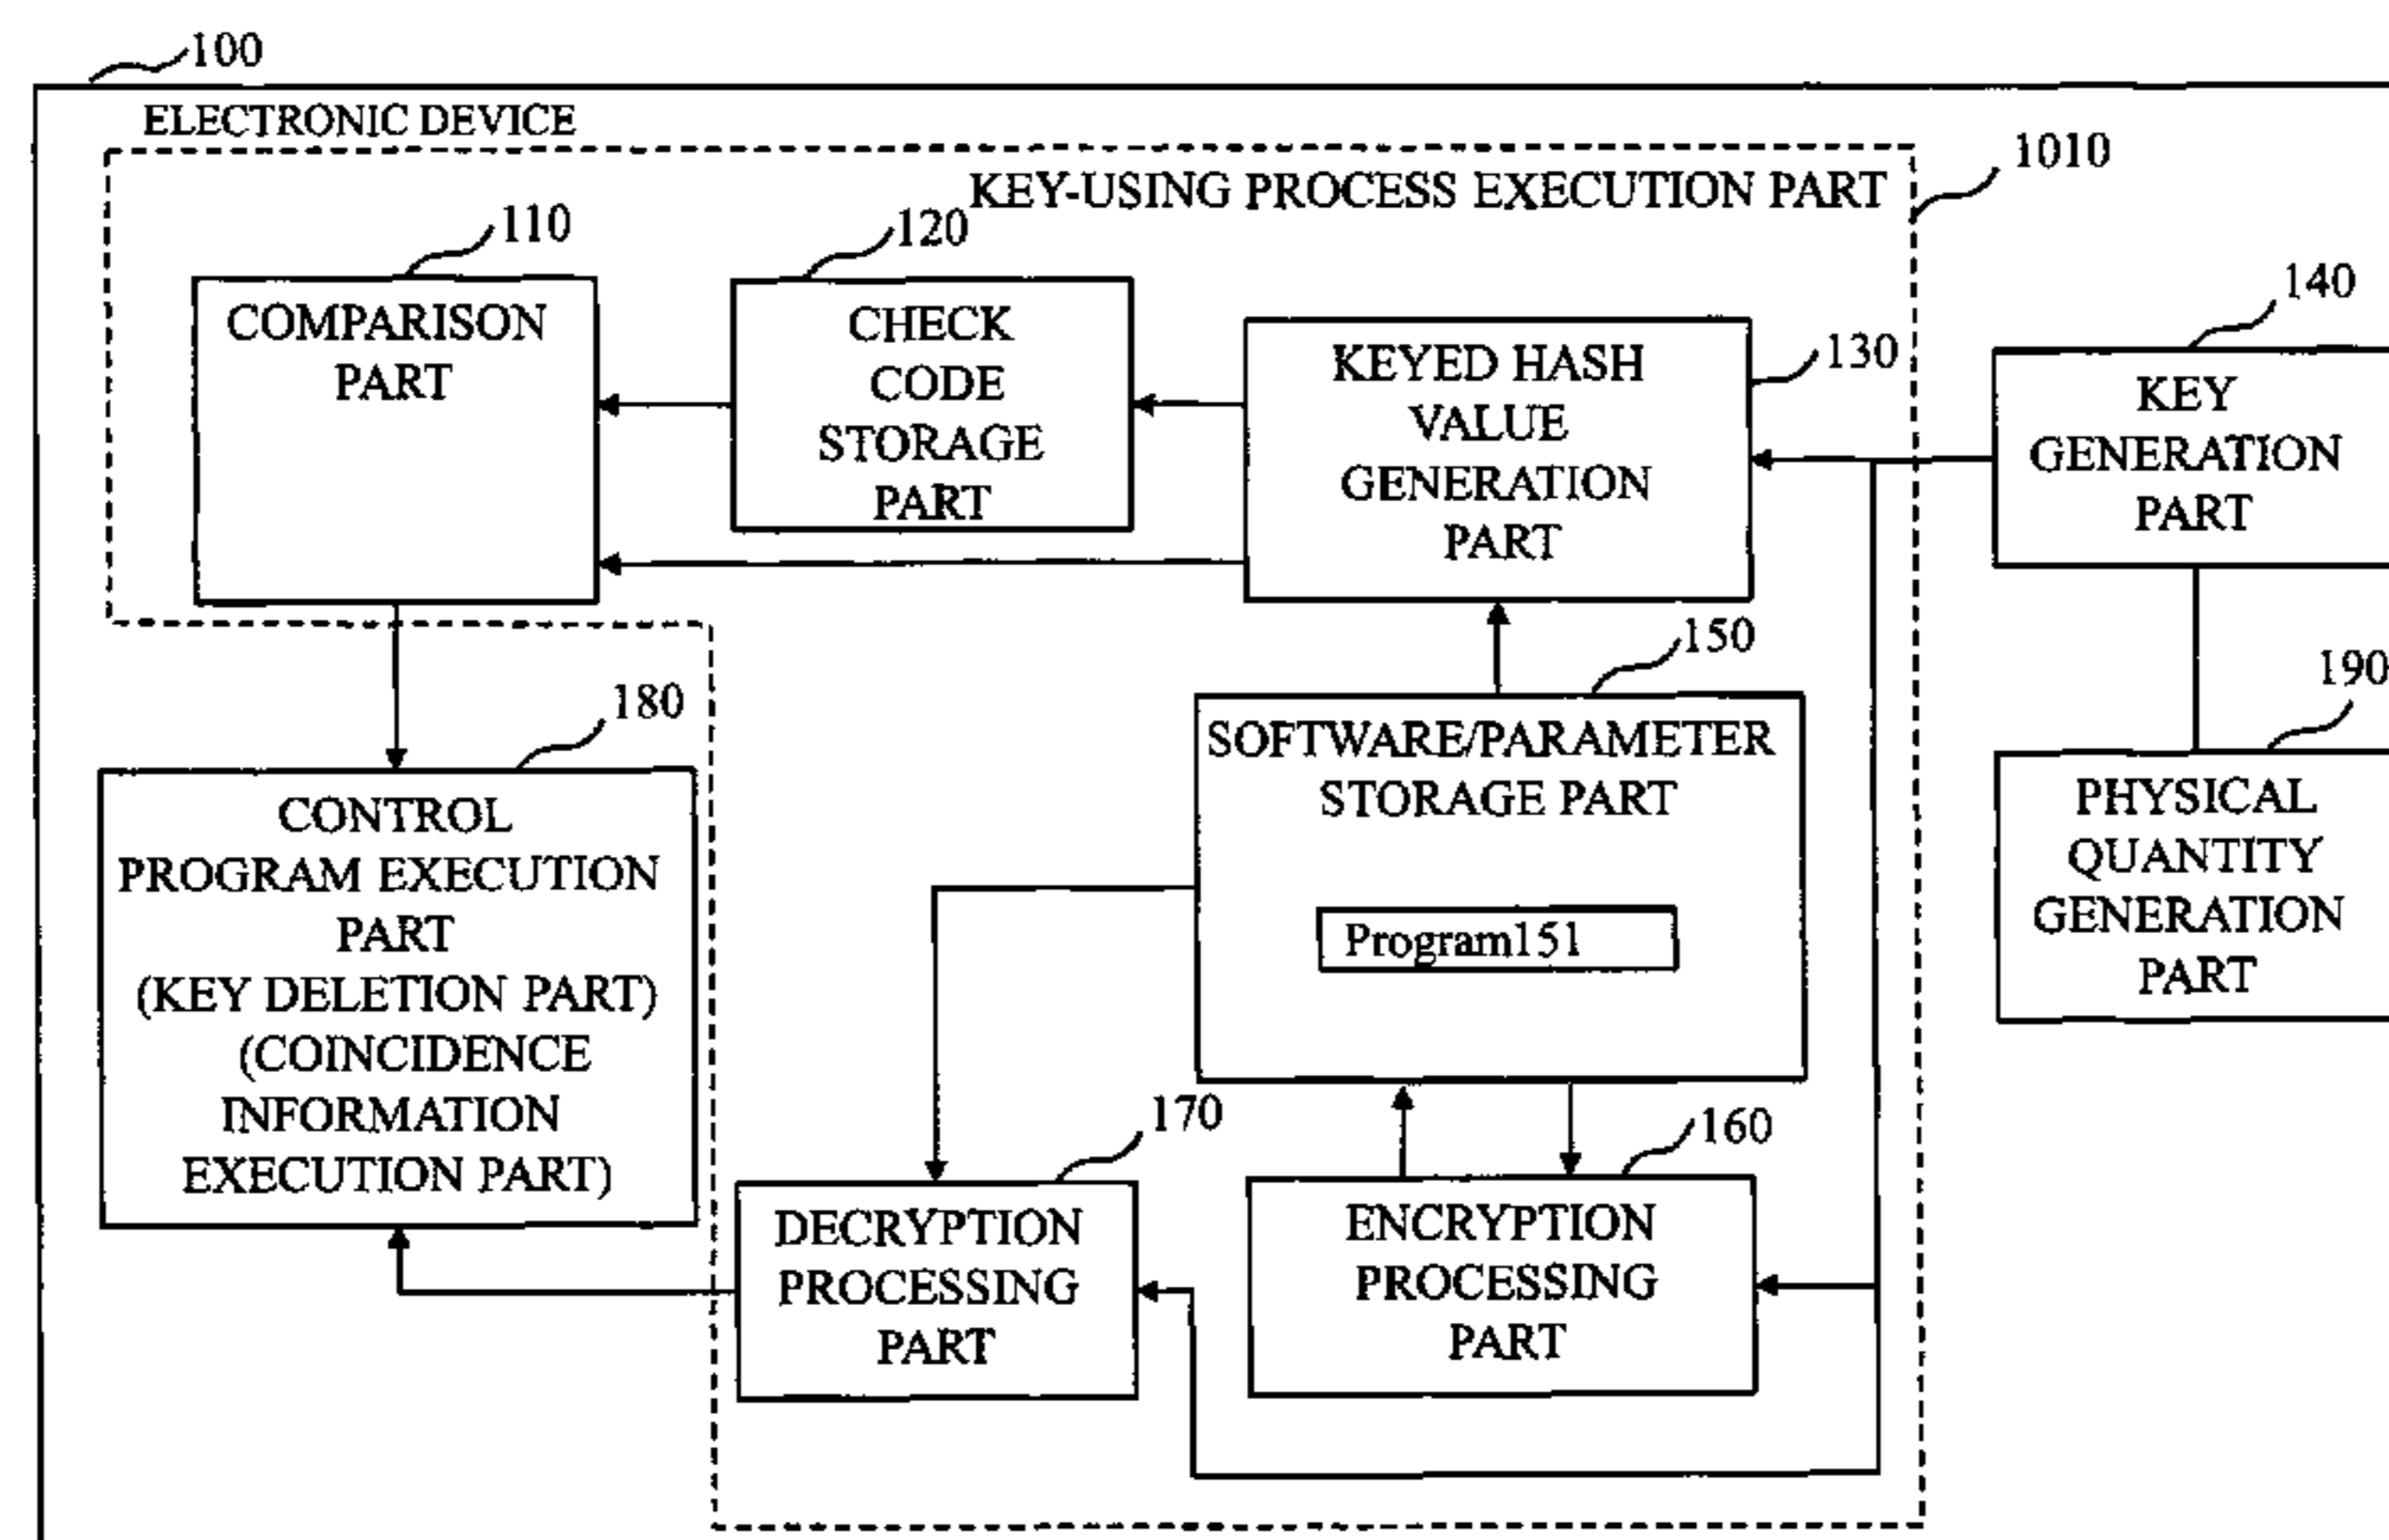 100
ELECTRONIC DEVICE
1010
KEY-USING PROCESS EXECUTION PART
110
COMPARISON
PART
120
CHECK
CODE
STORAGE
PART
130
KEYED HASH
VALUE
GENERATION
PART
140
KEY
GENERATION
PART
150
SOFTWARE/PARAMETER
STORAGE PART
Program151
190
PHYSICAL
QUANTITY
GENERATION
PART
180
CONTROL
PROGRAM EXECUTION
PART
(KEY DELETION PART)
(COINCIDENCE
INFORMATION
EXECUTION PART)
170
DECRYPTION
PROCESSING
PART
160
ENCRYPTION
PROCESSING
PART